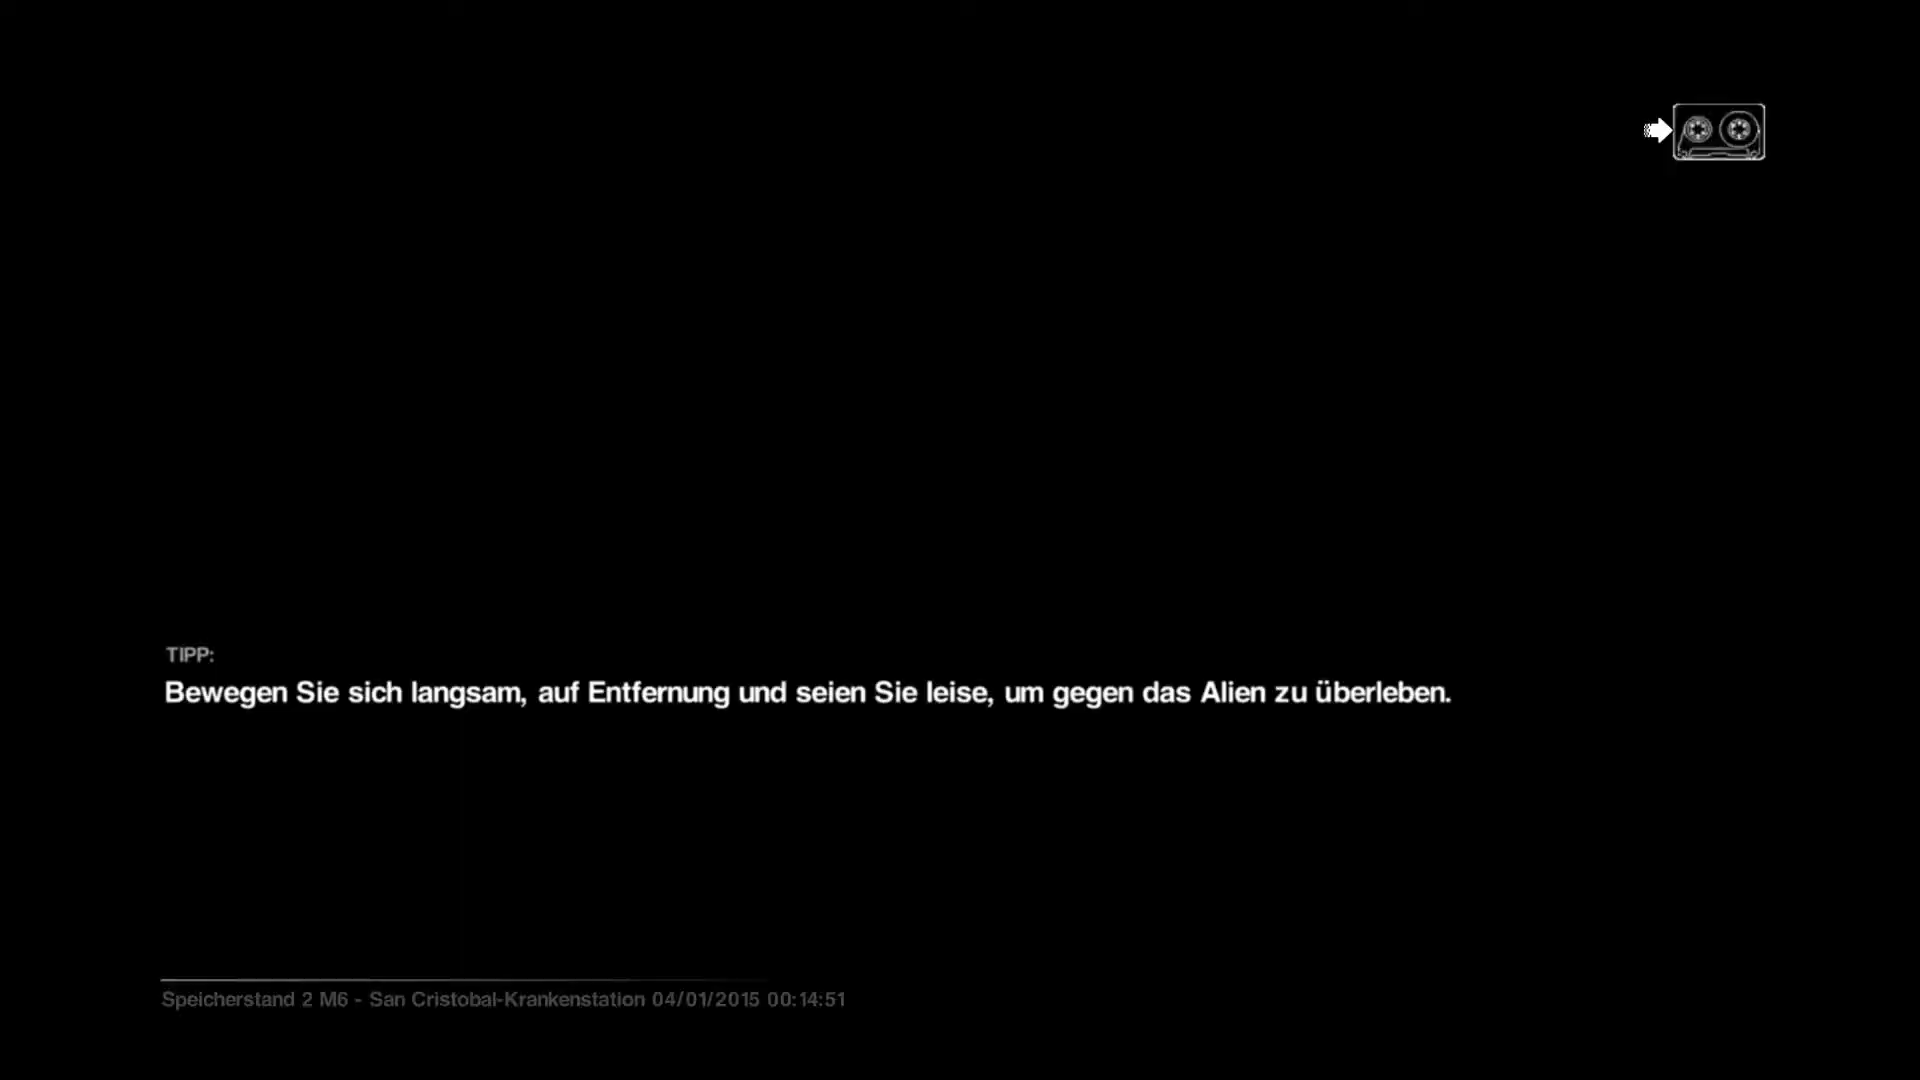 TIPP:
Bewegen Sie sich langsam, auf Entfernung und seien Sie leise, um gegen das Alien zu überleben.
Speicherstand 2 M6 - San Cristobal-Krankenstation 04/01/2015 00:14:51